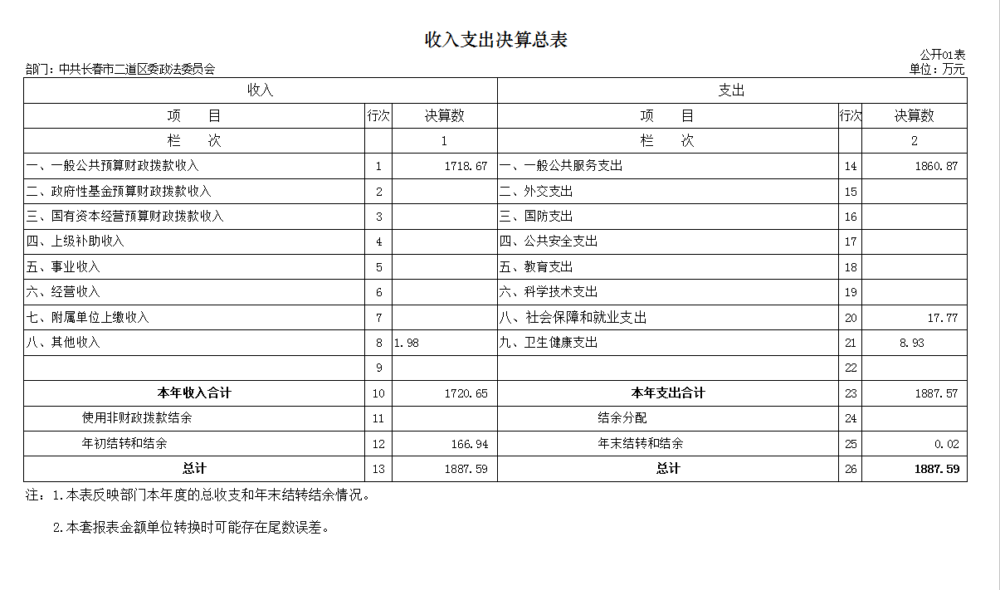 收入支出决算总表
公开01表
部门：中共长春市二道区委政法委员会 单位：万元
收入 支出
项 目 行次 决算数 项 目 行次 决算数
栏 次 1 栏 次 2
一、一般公共预算财政拨款收入 1 1718.67 一、一般公共服务支出 14 1860.87
二、政府性基金预算财政拨款收入 2 二、外交支出 15
三、国有资本经营预算财政拨款收入 3 三、国防支出 16
四、上级补助收入 4 四、公共安全支出 17
五、事业收入 5 五、教育支出 18
六、经营收入 6 六、科学技术支出 19
七、附属单位上缴收入 7 八、社会保障和就业支出 20 17.77
八、其他收入 8 1.98 九、卫生健康支出 21 8.93
9 22
本年收入合计 10 1720.65 本年支出合计 23 1887.57
使用非财政拨款结余 11 结余分配 24
年初结转和结余 12 166.94 年末结转和结余 25 0.02
总计 13 1887.59 总计 26 1887.59
注：1.本表反映部门本年度的总收支和年末结转结余情况。
2.本套报表金额单位转换时可能存在尾数误差。